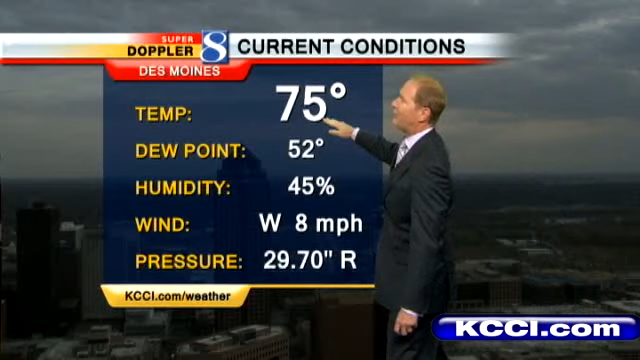 SUPER
DOPPLER 8 CURRENT CONDITIONS
DES MOINES
TEMP: 75°
DEW POINT: 52°
HUMIDITY: 45%
WIND: W 8 mph
PRESSURE: 29.70" R
KCCI.com/weather
KCCI.com